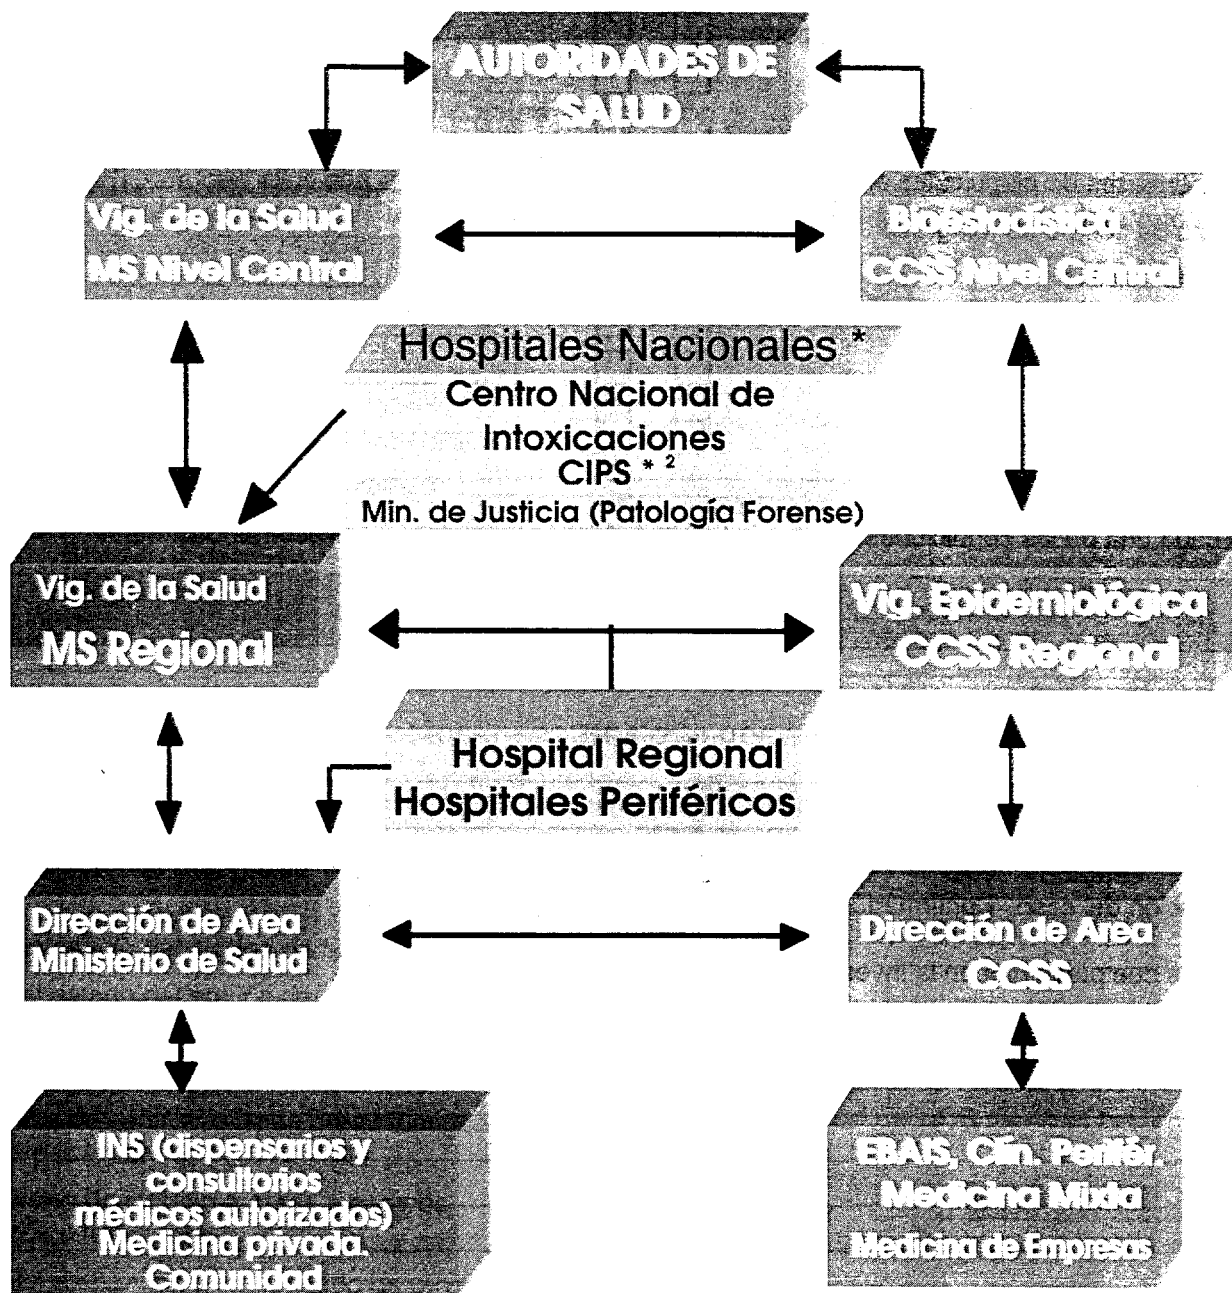 AUTORIDADES DE
SALUD
Vig. de la Salud
MS Nivel Central
Bioéstadística
CCSS Nivel Central
Hospitales Nacionales *
Centro Nacional de
Intoxicaciones
CIPS * 2
Min. de Justicia (Patología Forense)
Vig. de la Salud
MS Regional
Vig. Epidemiológica
CCSS Regional
Hospital Regional
Hospitales Periféricos
Dirección de Area
Ministerio de Salud
Dirección de Area
CCSS
INS (dispensarios y
consultorios
médicos autorizados)
Medicina privada.
Comunidad
EBAIS, Clín. Perifér.
Medicina Mixta
Medicina de Empresas